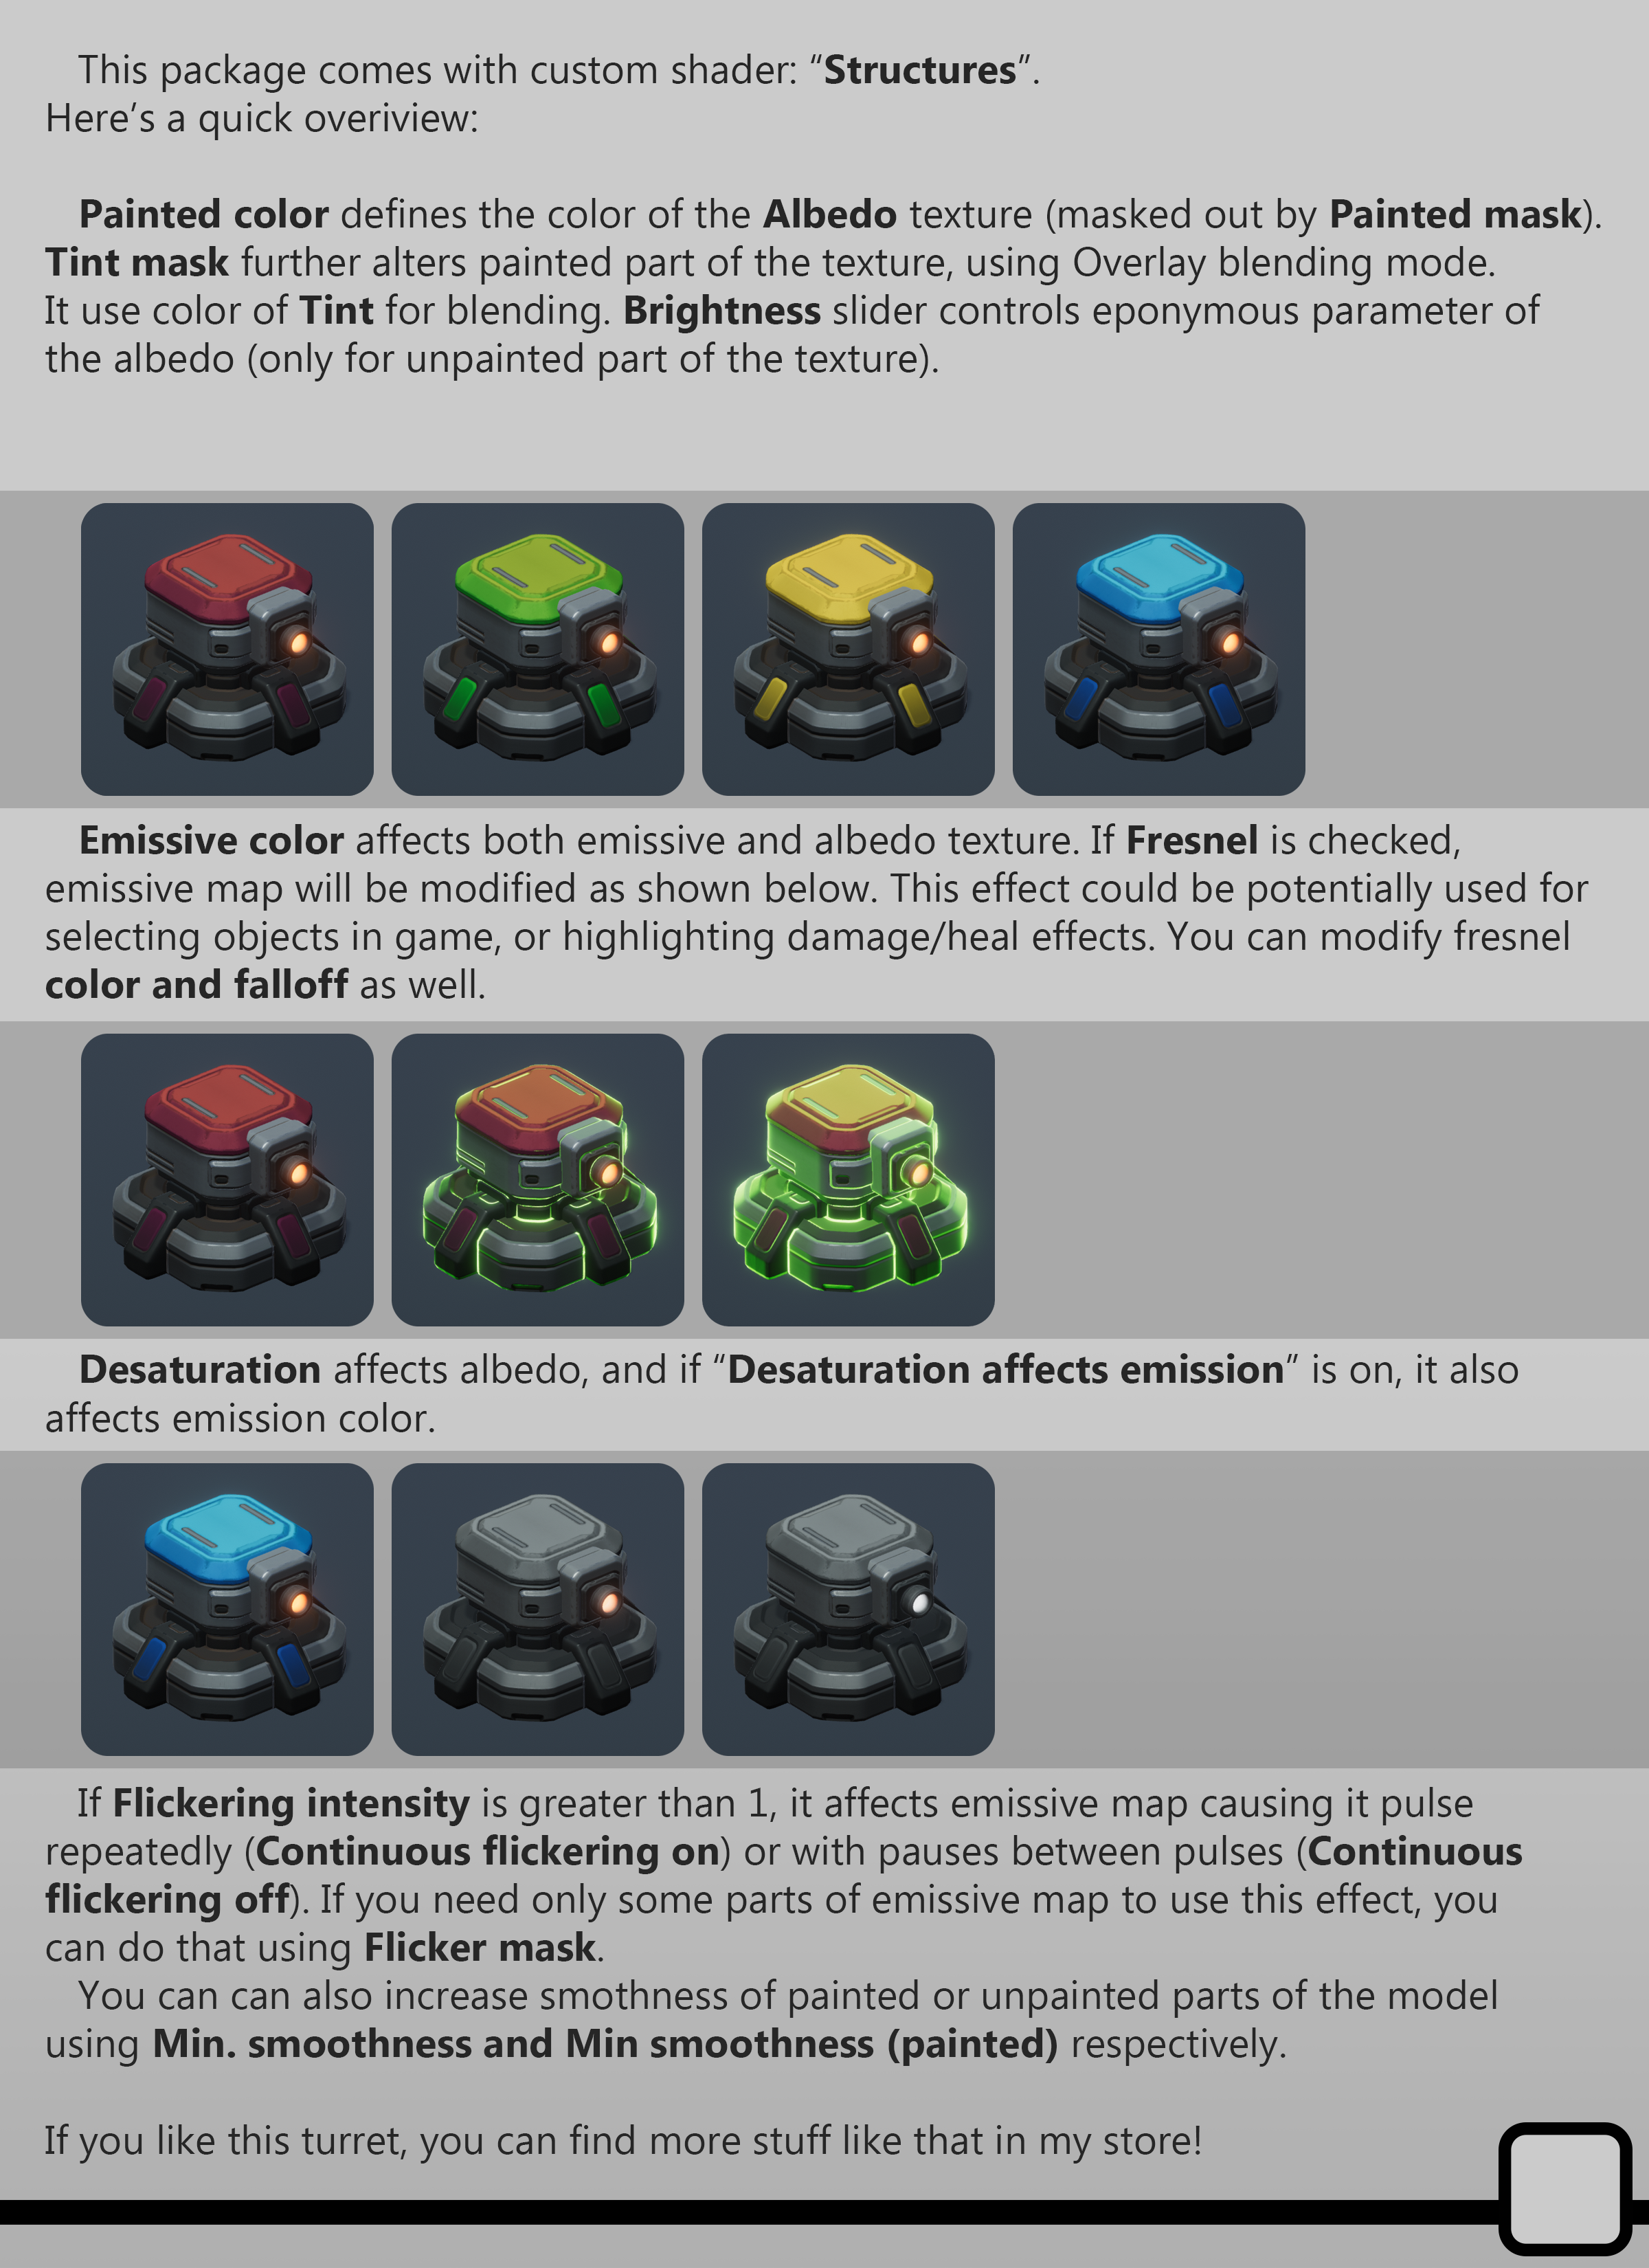 This package comes with custom shader: “Structures”.
Here’s a quick overiview:
Painted color defines the color of the Albedo texture (masked out by Painted mask).
Tint mask further alters painted part of the texture, using Overlay blending mode.
It use color of Tint for blending. Brightness slider controls eponymous parameter of
the albedo (only for unpainted part of the texture).
Emissive color affects both emissive and albedo texture. If Fresnel is checked,
emissive map will be modified as shown below. This effect could be potentially used for
selecting objects in game, or highlighting damage/heal effects. You can modify fresnel
color and falloff as well.
Desaturation affects albedo, and if “Desaturation affects emission” is on, it also
affects emission color.
If Flickering intensity is greater than 1, it affects emissive map causing it pulse
repeatedly (Continuous flickering on) or with pauses between pulses (Continuous
flickering off). If you need only some parts of emissive map to use this effect, you
can do that using Flicker mask.
You can can also increase smothness of painted or unpainted parts of the model
using Min. smoothness and Min smoothness (painted) respectively.
If you like this turret, you can find more stuff like that in my store!